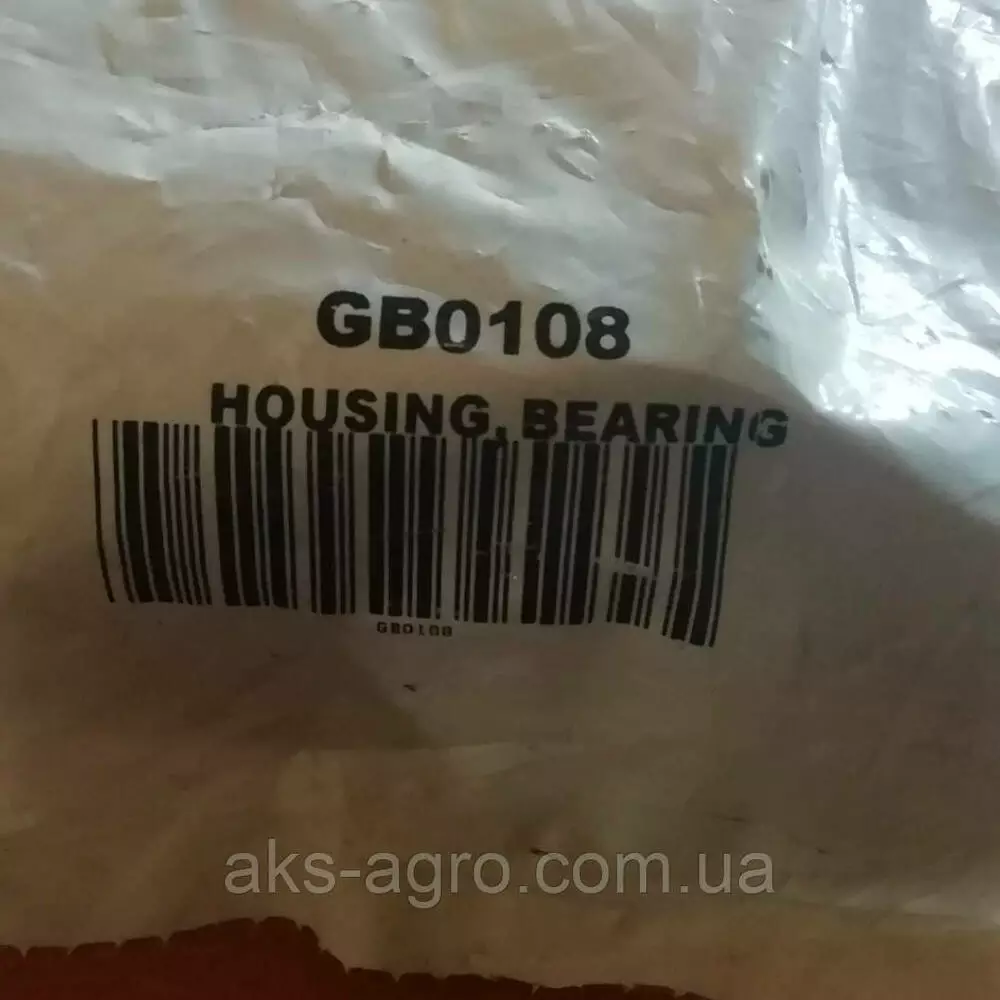 GB0108
HOUSING, BEARING
GB0108
aks-agro.com.ua